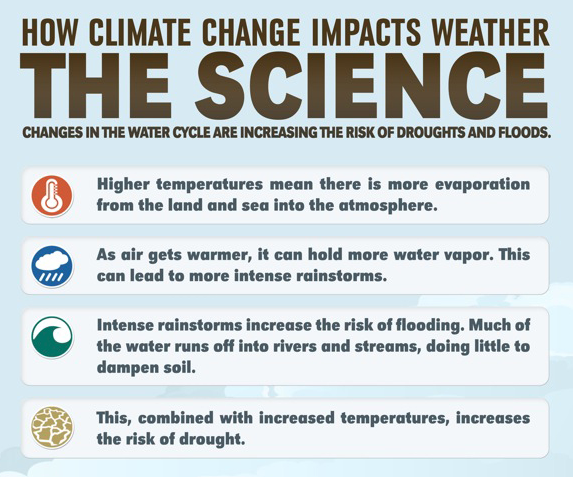 HOW CLIMATE CHANGE IMPACTS WEATHER
THE SCIENCE
CHANGES IN THE WATER CYCLE ARE INCREASING THE RISK OF DROUGHTS AND FLOODS.
Higher temperatures mean there is more evaporation
from the land and sea into the atmosphere.
As air gets warmer, it can hold more water vapor. This
can lead to more intense rainstorms.
Intense rainstorms increase the risk of flooding. Much of
the water runs off into rivers and streams, doing little to
dampen soil.
This, combined with increased temperatures, increases
the risk of drought.